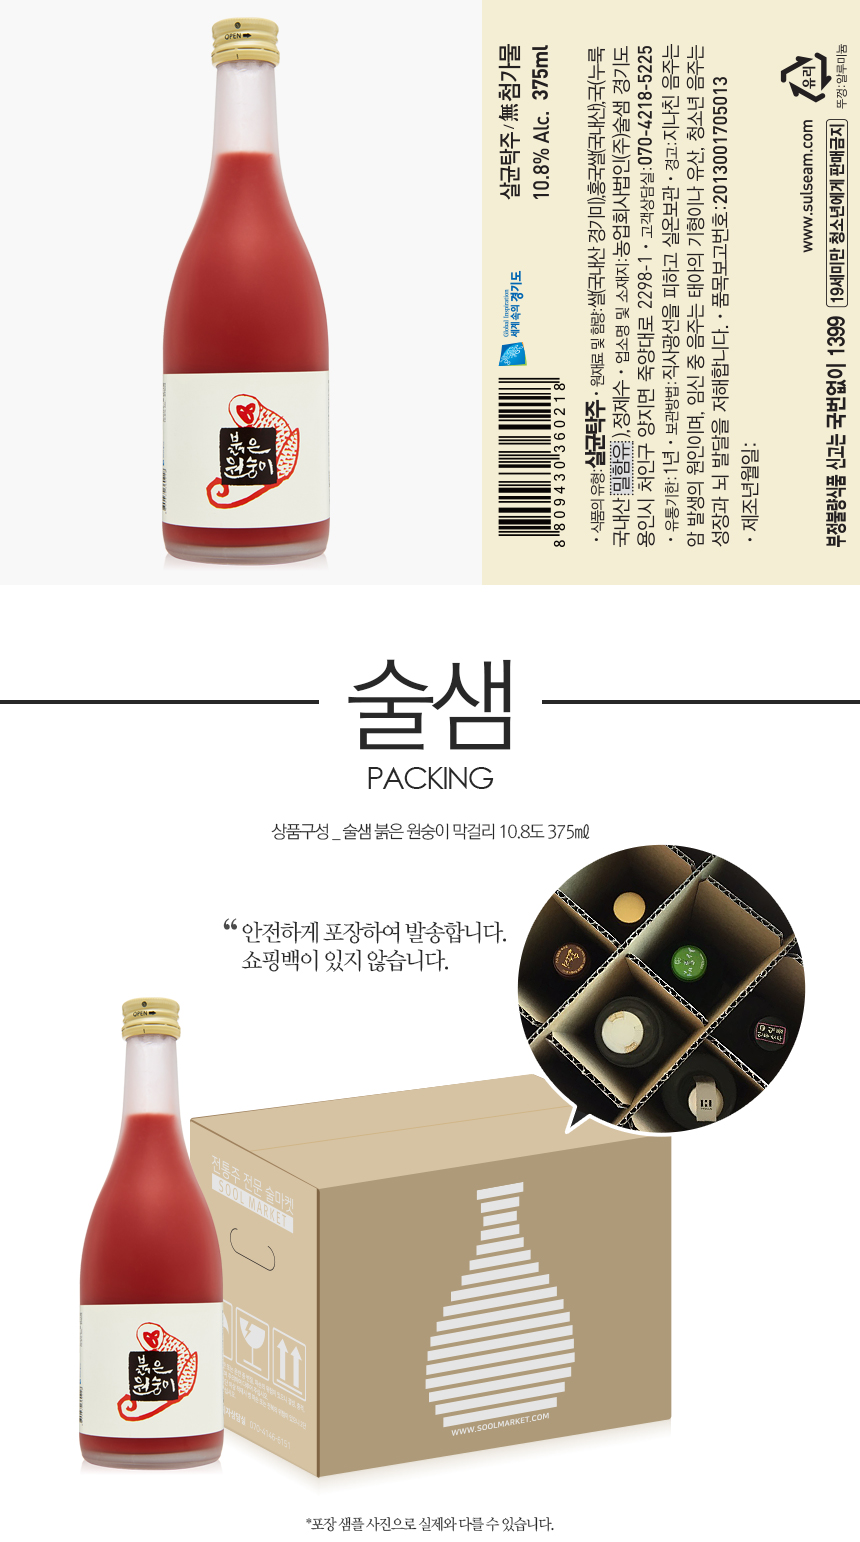 OPEN
붉은
원숭이
살균탁주 / 無첨가물
10.8% Alc. 375ml
Global Inspiration
세계 속의 경기도
8 809430 360218
· 식품의 유형: 살균탁주 · 원재료 및 함량: 쌀(국내산 경기미),홍국쌀(국내산),국(누룩
국내산 밀함유), 정제수 · 업소명 및 소재지: 농업회사법인(주)술샘 경기도
용인시 처인구 양지면 죽양대로 2298-1 · 고객상담실: 070-4218-5225
· 유통기한: 1년 · 보관방법: 직사광선을 피하고 실온보관 · 경고: 지나친 음주는
암 발생의 원인이며, 임신 중 음주는 태아의 기형이나 유산, 청소년 음주는
성장과 뇌 발달을 저해합니다. · 품목보고번호: 2013001705013
· 제조년월일:
유리
뚜껑: 알루미늄
www.sulseam.com
19세미만 청소년에게 판매금지
부정불량식품 신고는 국번없이 1399
술샘
PACKING
상품구성 _ 술샘 붉은 원숭이 막걸리 10.8도 375㎖
“ 안전하게 포장하여 발송합니다.
쇼핑백이 있지 않습니다.
OPEN
붉은
원숭이
전통주 전문 술마켓
SOOL MARKET
WWW.SOOLMARKET.COM
*포장 샘플 사진으로 실제와 다를 수 있습니다.